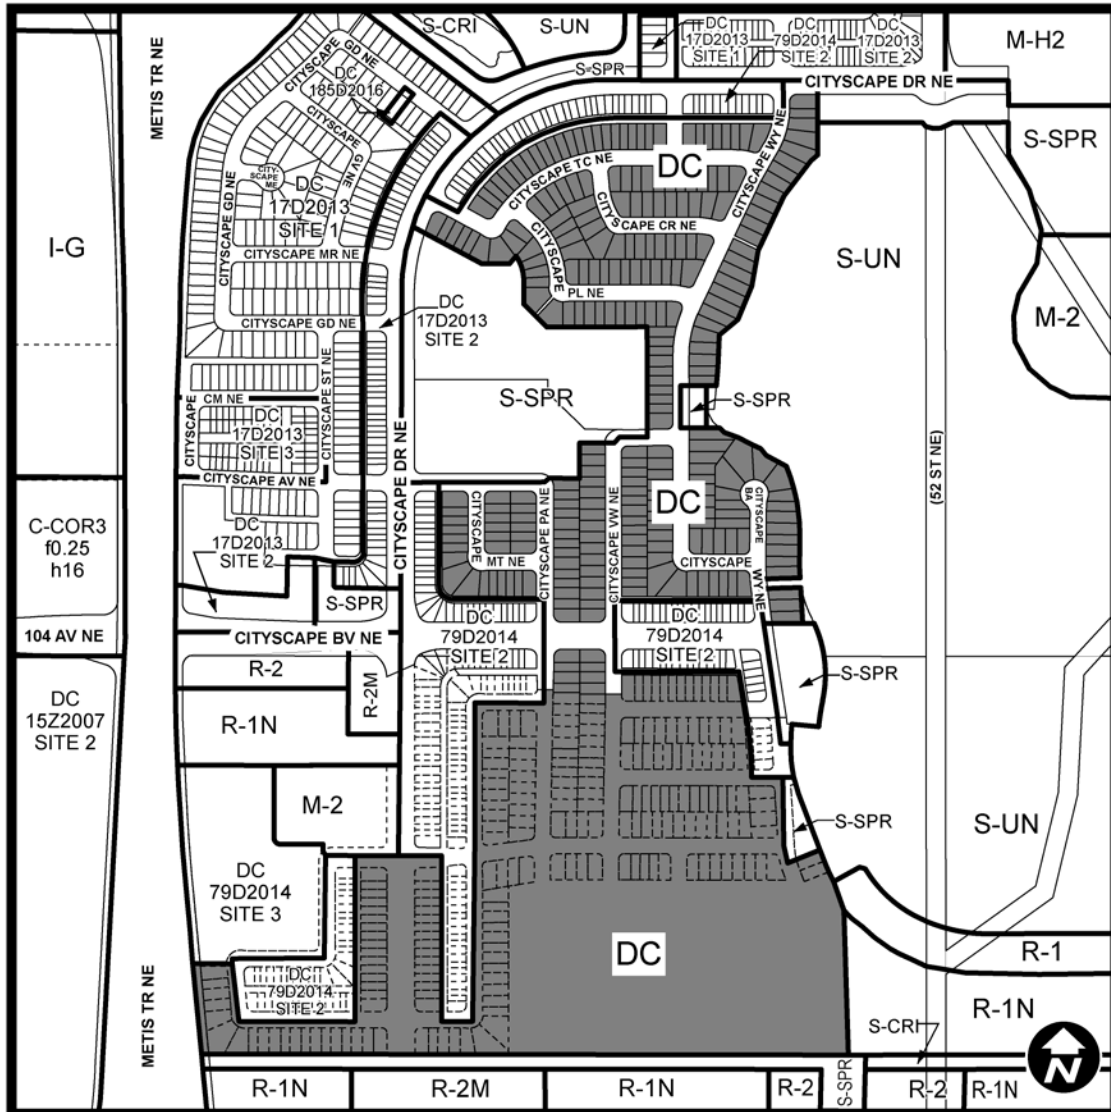 S-CRI
S-UN
DC
17D2013
SITE 1
DC
79D2014
SITE 2
DC
17D2013
SITE 2
M-H2
METIS TR NE
CITYSCAPE
GD NE
DC
185D2016
S-SPR
CITYSCAPE DR NE
S-SPR
CITYSCAPE
GV NE
CITY-
SCAPE
ME
DC
17D2013
SITE 1
CITYSCAPE GD NE
CITYSCAPE TC NE
DC
CITYSCAPE WY NE
CITYSCAPE CR NE
I-G
CITYSCAPE MR NE
CITYSCAPE
PL NE
S-UN
M-2
CITYSCAPE GD NE
DC
17D2013
SITE 2
CITYSCAPE ST NE
S-SPR
S-SPR
CITYSCAPE
CM NE
DC
17D2013
SITE 3
CITYSCAPE DR NE
CITYSCAPE AV NE
(52 ST NE)
C-COR3
f0.25
h16
DC
17D2013
SITE 2
CITYSCAPE
MT NE
CITYSCAPE PA NE
CITYSCAPE VW NE
DC
CITYSCAPE
BA
CITYSCAPE
WY NE
S-SPR
104 AV NE
CITYSCAPE BV NE
DC
79D2014
SITE 2
DC
79D2014
SITE 2
R-2
R-2M
S-SPR
DC
15Z2007
SITE 2
R-1N
M-2
S-SPR
S-UN
DC
79D2014
SITE 3
DC
R-1
DC
79D2014
SITE 2
METIS TR NE
R-1N
S-CRI
N
R-1N
R-2M
R-1N
R-2
S-SPR
R-2
R-1N